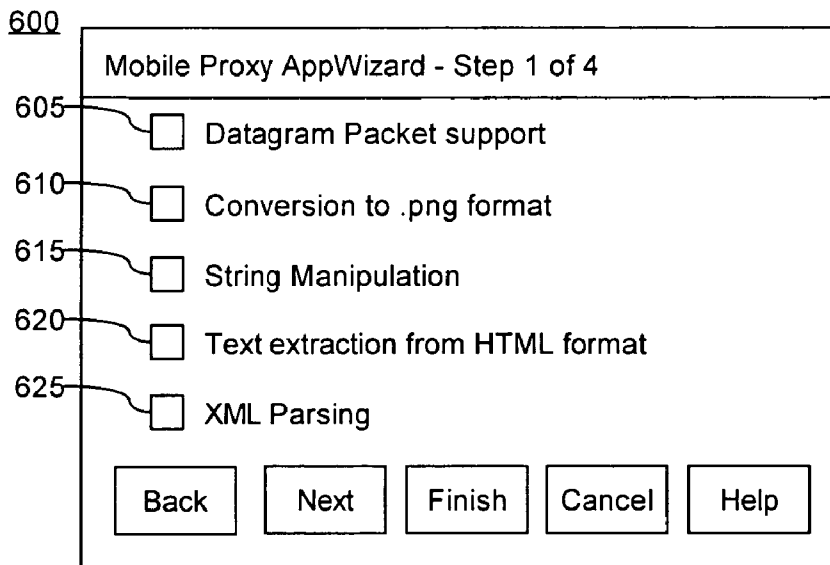 600
Mobile Proxy AppWizard - Step 1 of 4
605 Datagram Packet support
610 Conversion to .png format
615 String Manipulation
620 Text extraction from HTML format
625 XML Parsing
Back Next Finish Cancel Help